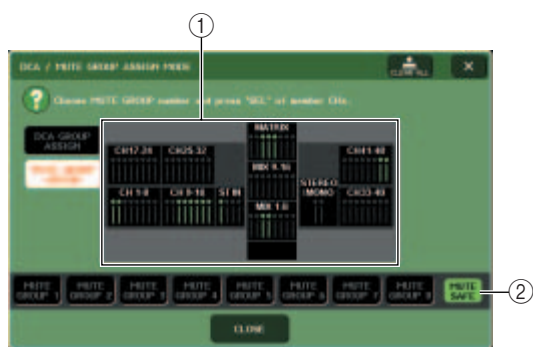 ①
DCA / MUTE GROUP ASSIGN MODE
CLEAR ALL
×
? Choose MUTE GROUP number and press "SEL" of member CHs.
DCA GROUP
ASSIGN
MATRIX
CH17-24 CH25-32 CH41-48
MIX 9-16
CH 1-8 CH 9-16 ST IN STEREO
/MONO CH33-40
MIX 1-8
MUTE
GROUP 1
MUTE
GROUP 2
MUTE
GROUP 3
MUTE
GROUP 4
MUTE
GROUP 5
MUTE
GROUP 6
MUTE
GROUP 7
MUTE
GROUP 8
MUTE
SAFE
②
CLOSE